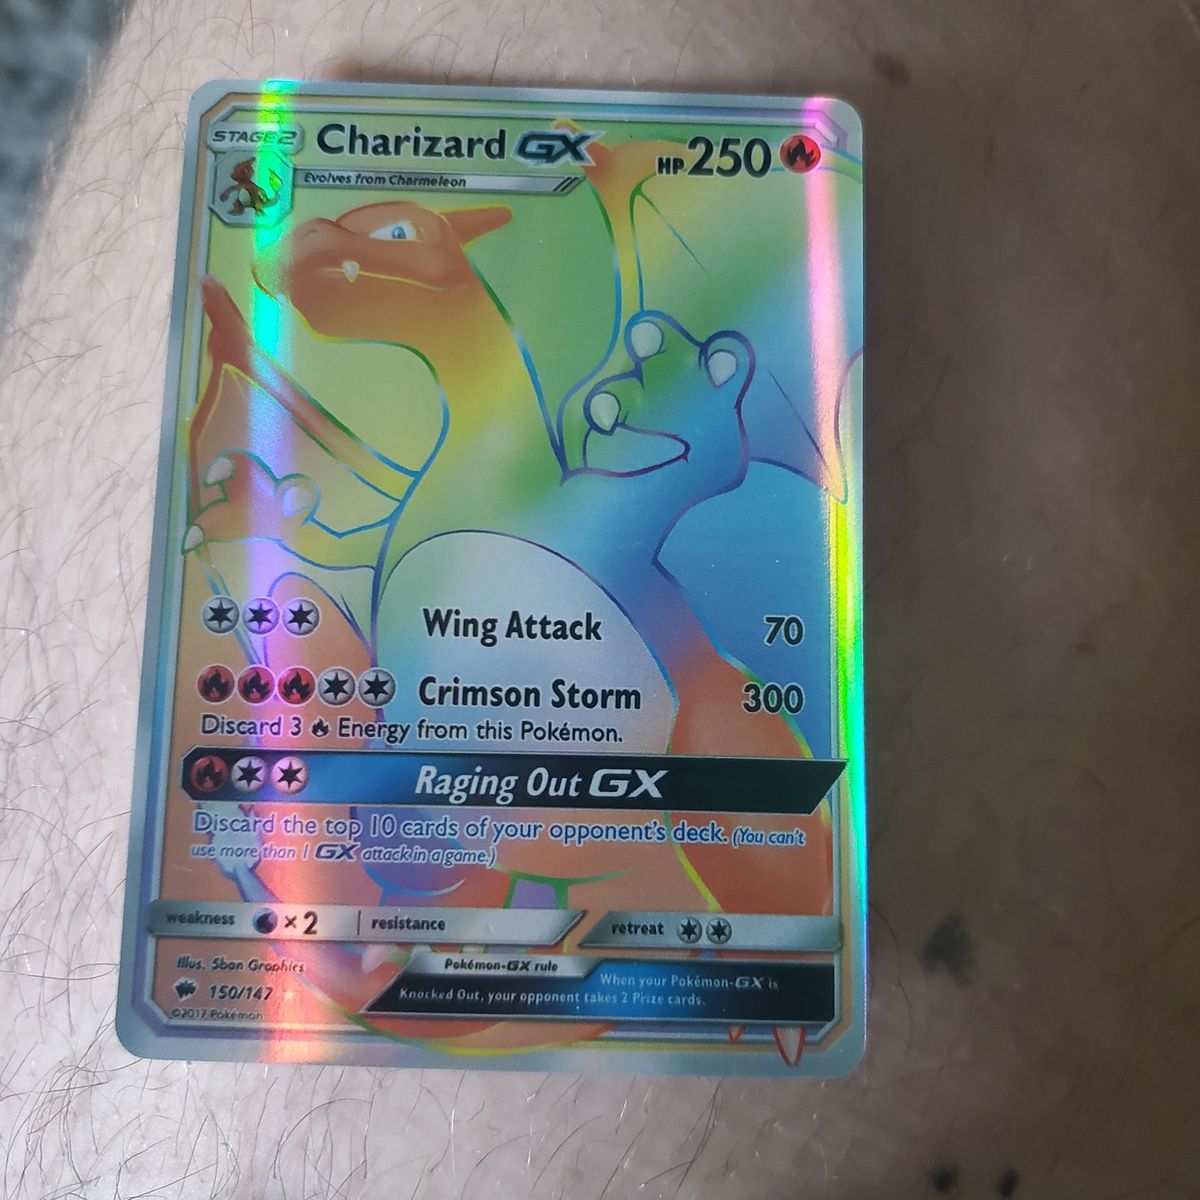 STAGE 2
Charizard GX
HP 250
Evolves from Charmeleon
Wing Attack 70
Crimson Storm 300
Discard 3 Energy from this Pokémon.
Raging Out GX
Discard the top 10 cards of your opponent's deck. (You can't
use more than 1 GX attack in a game.)
weakness ×2 resistance retreat
Illus. 5ban Graphics
Pokémon-GX rule
When your Pokémon-GX is
Knocked Out, your opponent takes 2 Prize cards.
150/147
©2017 Pokémon